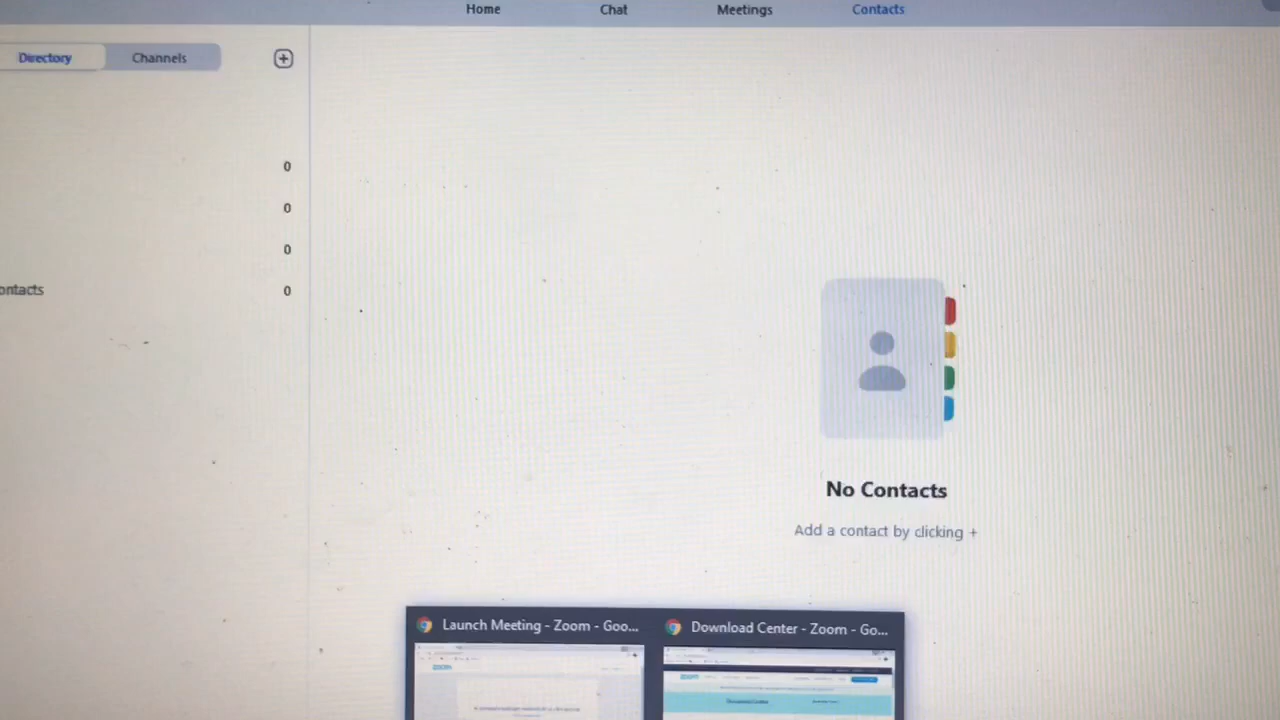 Home Chat Meetings Contacts
Directory Channels
0
0
0
ontacts 0
No Contacts
Add a contact by clicking +
Launch Meeting - Zoom - Goo... Download Center - Zoom - Go...